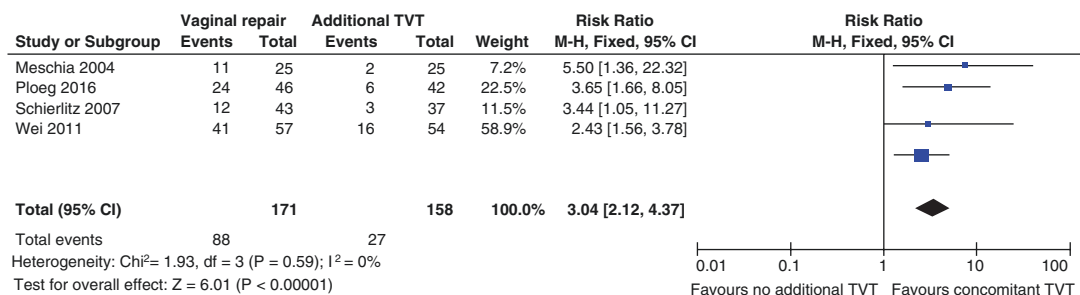 Vaginal repair Additional TVT Risk Ratio Risk Ratio
Study or Subgroup Events Total Events Total Weight M-H, Fixed, 95% CI M-H, Fixed, 95% CI
Meschia 2004 11 25 2 25 7.2% 5.50 [1.36, 22.32]
Ploeg 2016 24 46 6 42 22.5% 3.65 [1.66, 8.05]
Schierlitz 2007 12 43 3 37 11.5% 3.44 [1.05, 11.27]
Wei 2011 41 57 16 54 58.9% 2.43 [1.56, 3.78]
Total (95% CI) 171 158 100.0% 3.04 [2.12, 4.37]
Total events 88 27
Heterogeneity: Chi²= 1.93, df = 3 (P = 0.59); I² = 0%
Test for overall effect: Z = 6.01 (P < 0.00001)
0.01 0.1 1 10 100
Favours no additional TVT Favours concomitant TVT